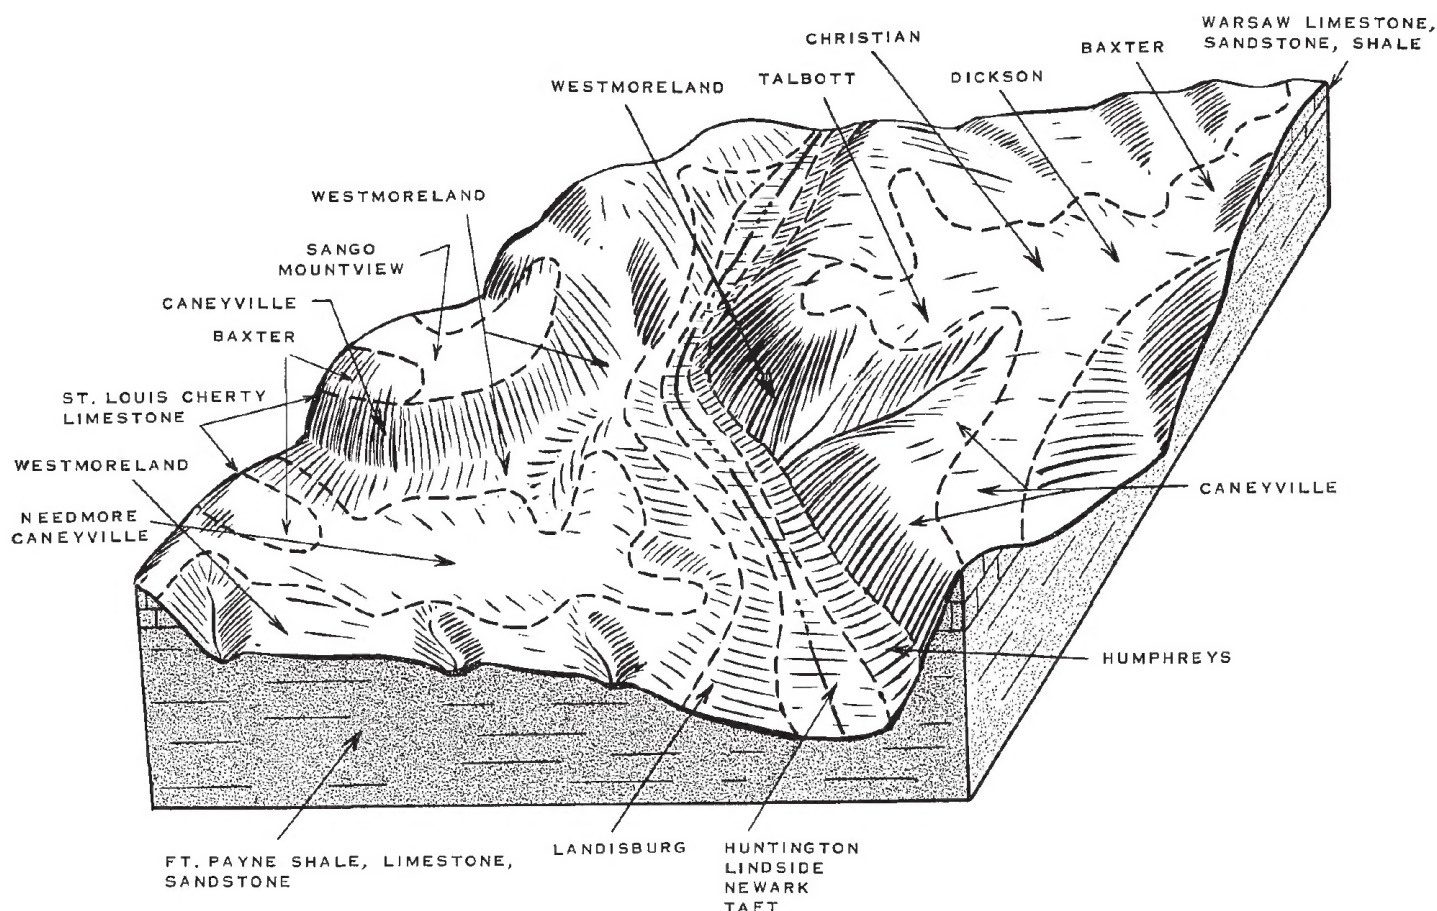 WARSAW LIMESTONE,
SANDSTONE, SHALE
CHRISTIAN
BAXTER
WESTMORELAND
TALBOTT
DICKSON
WESTMORELAND
SANGO
MOUNTVIEW
CANEYVILLE
BAXTER
ST. LOUIS CHERTY
LIMESTONE
WESTMORELAND
NEEDMORE
CANEYVILLE
CANEYVILLE
HUMPHREYS
FT. PAYNE SHALE, LIMESTONE,
SANDSTONE
LANDISBURG
HUNTINGTON
LINDSIDE
NEWARK
TAFT